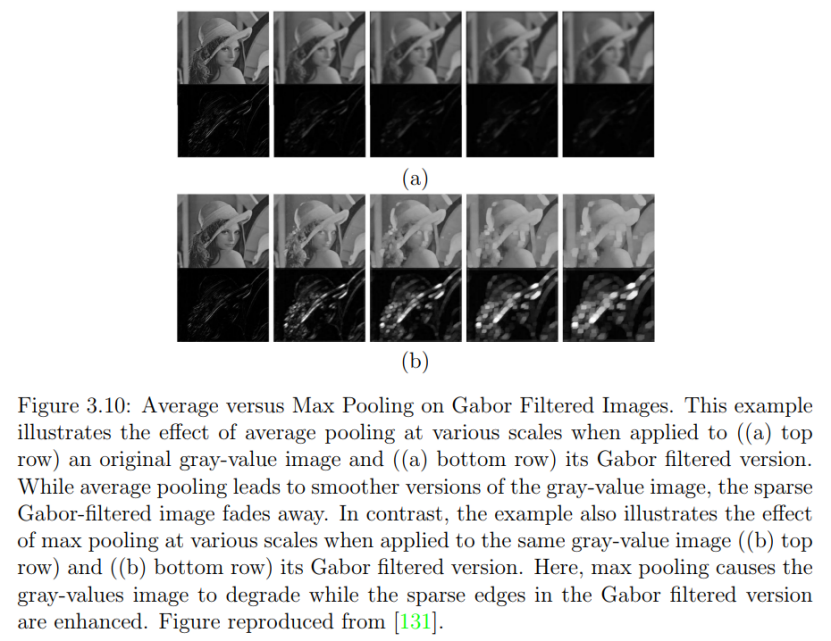 (a)
(b)
Figure 3.10: Average versus Max Pooling on Gabor Filtered Images. This example
illustrates the effect of average pooling at various scales when applied to ((a) top
row) an original gray-value image and ((a) bottom row) its Gabor filtered version.
While average pooling leads to smoother versions of the gray-value image, the sparse
Gabor-filtered image fades away. In contrast, the example also illustrates the effect
of max pooling at various scales when applied to the same gray-value image ((b) top
row) and ((b) bottom row) its Gabor filtered version. Here, max pooling causes the
gray-values image to degrade while the sparse edges in the Gabor filtered version
are enhanced. Figure reproduced from [131].